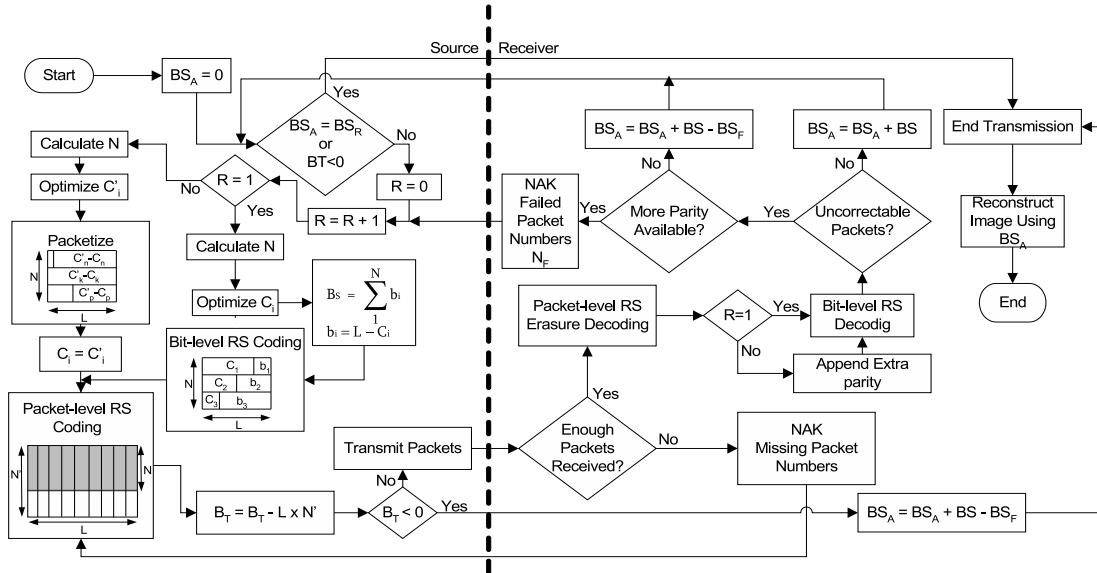 Source
Receiver
Start
BS_A = 0
Yes
BS_A = BS_R
or
BT<0
No
R = 0
R = R + 1
R = 1
No
Yes
Calculate N
Optimize C'_i
Packetize
C'_n-C_n
N
C'_k-C_k
C'_p-C_p
L
C_i = C'_i
Calculate N
Optimize C_i
B_S = ∑ b_i
N
1
b_i = L - C_i
Bit-level RS Coding
C_1 b_1
N
C_2 b_2
C_3 b_3
L
Packet-level RS
Coding
N'
N
L
B_T = B_T - L x N'
B_T < 0
No
Yes
Transmit Packets
BS_A = BS_A + BS - BS_F
BS_A = BS_A + BS
End Transmission
No
No
NAK
Failed
Packet
Numbers
N_F
Yes
More Parity
Available?
Yes
Uncorrectable
Packets?
Reconstruct
Image Using
BS_A
End
Packet-level RS
Erasure Decoding
R=1
Yes
No
Bit-level RS
Decodig
Append Extra
parity
Yes
Enough
Packets
Received?
No
NAK
Missing Packet
Numbers
BS_A = BS_A + BS - BS_F